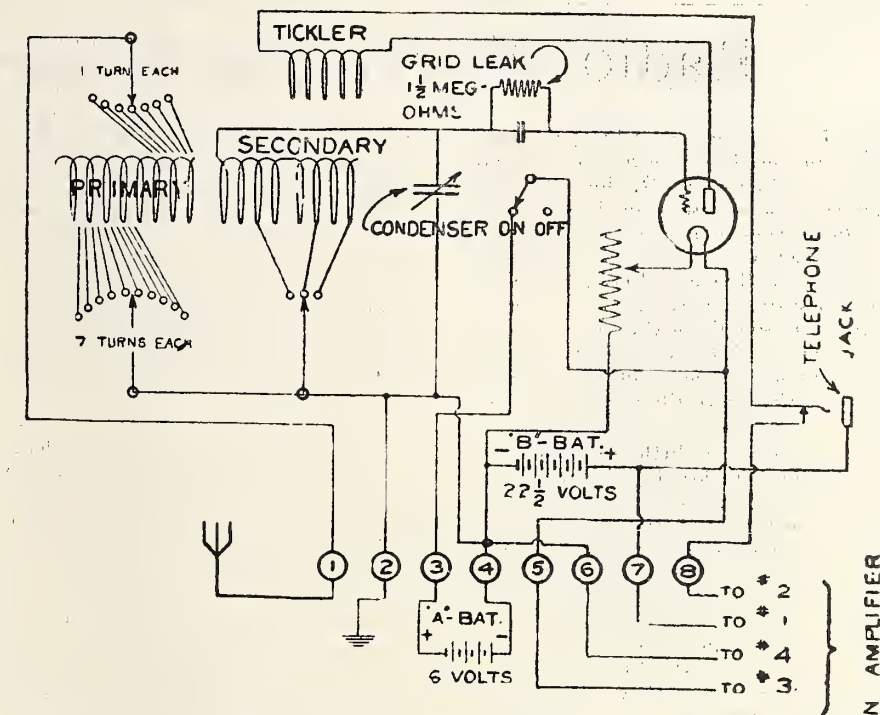 TICKLER
GRID LEAK
1½ MEG-
OHMS
1 TURN EACH
SECONDARY
PRIMARY
CONDENSER
ON OFF
7 TURNS EACH
TELEPHONE
JACK
- "B"-BAT. +
22½ VOLTS
1 2 3 4 5 6 7 8
"A"-BAT.
+ -
6 VOLTS
TO #2
TO #1
TO #4
TO #3
AMPLIFIER